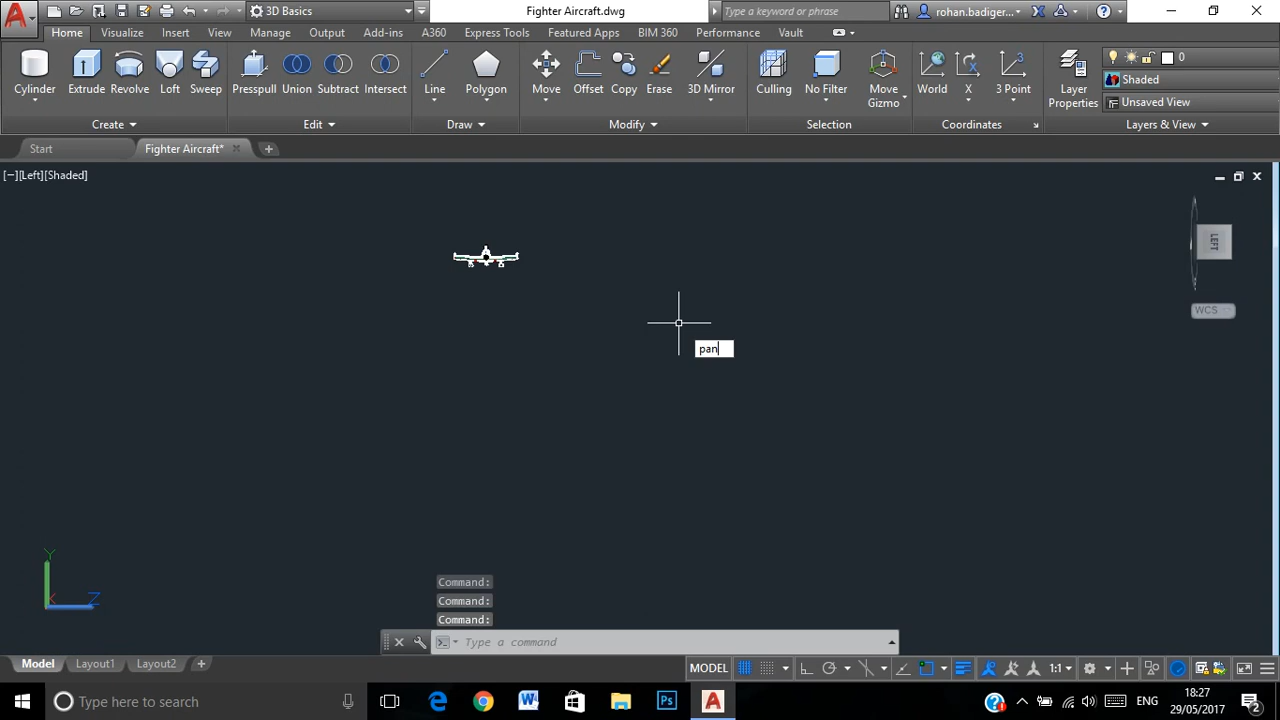 3D Basics
Fighter Aircraft.dwg
Type a keyword or phrase
rohan.badiger...
Home Visualize Insert View Manage Output Add-ins A360 Express Tools Featured Apps BIM 360 Performance Vault
Cylinder Extrude Revolve Loft Sweep Presspull Union Subtract Intersect Line Polygon Move Offset Copy Erase 3D Mirror Culling No Filter Move Gizmo World X 3 Point Layer Properties
0
Shaded
Unsaved View
Create Edit Draw Modify Selection Coordinates Layers & View
Start Fighter Aircraft*
[−][Left][Shaded]
LEFT
WCS
pan
Y
X
Z
Command:
Command:
Command:
Type a command
Model Layout1 Layout2
MODEL
1:1
Type here to search
ENG
18:27
29/05/2017
2